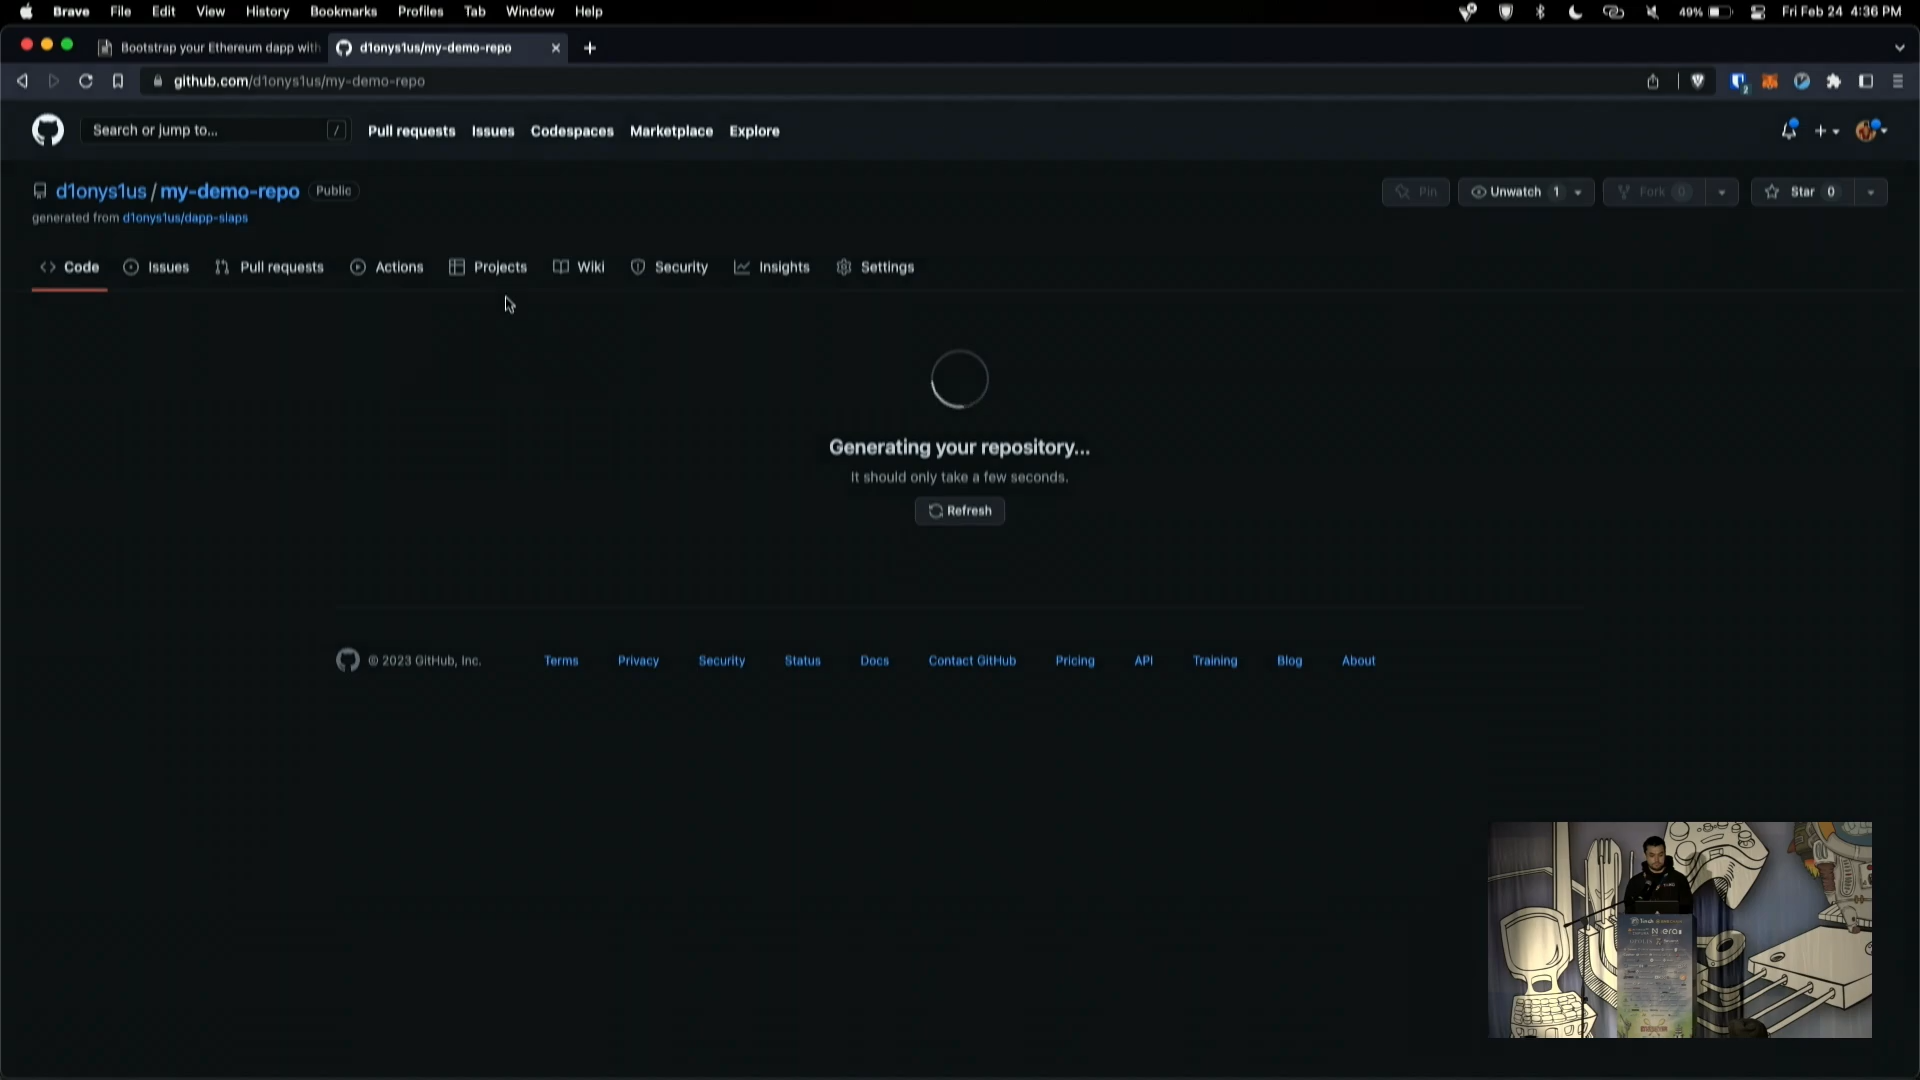 Brave File Edit View History Bookmarks Profiles Tab Window Help 49% Fri Feb 24 4:36 PM
Bootstrap your Ethereum dapp with d1onys1us/my-demo-repo
github.com/d1onys1us/my-demo-repo 2
Search or jump to... / Pull requests Issues Codespaces Marketplace Explore
d1onys1us / my-demo-repo Public Pin Unwatch 1 Fork 0 Star 0
generated from d1onys1us/dapp-slaps
Code Issues Pull requests Actions Projects Wiki Security Insights Settings
Generating your repository...
It should only take a few seconds.
Refresh
© 2023 GitHub, Inc. Terms Privacy Security Status Docs Contact GitHub Pricing API Training Blog About